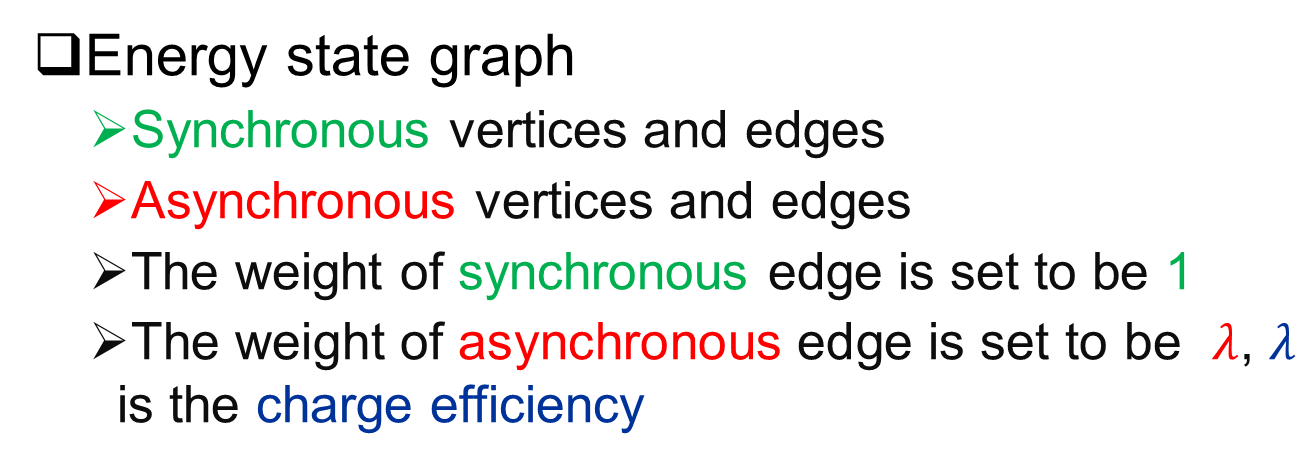 ❑Energy state graph
➢Synchronous vertices and edges
➢Asynchronous vertices and edges
➢The weight of synchronous edge is set to be 1
➢The weight of asynchronous edge is set to be λ, λ
is the charge efficiency